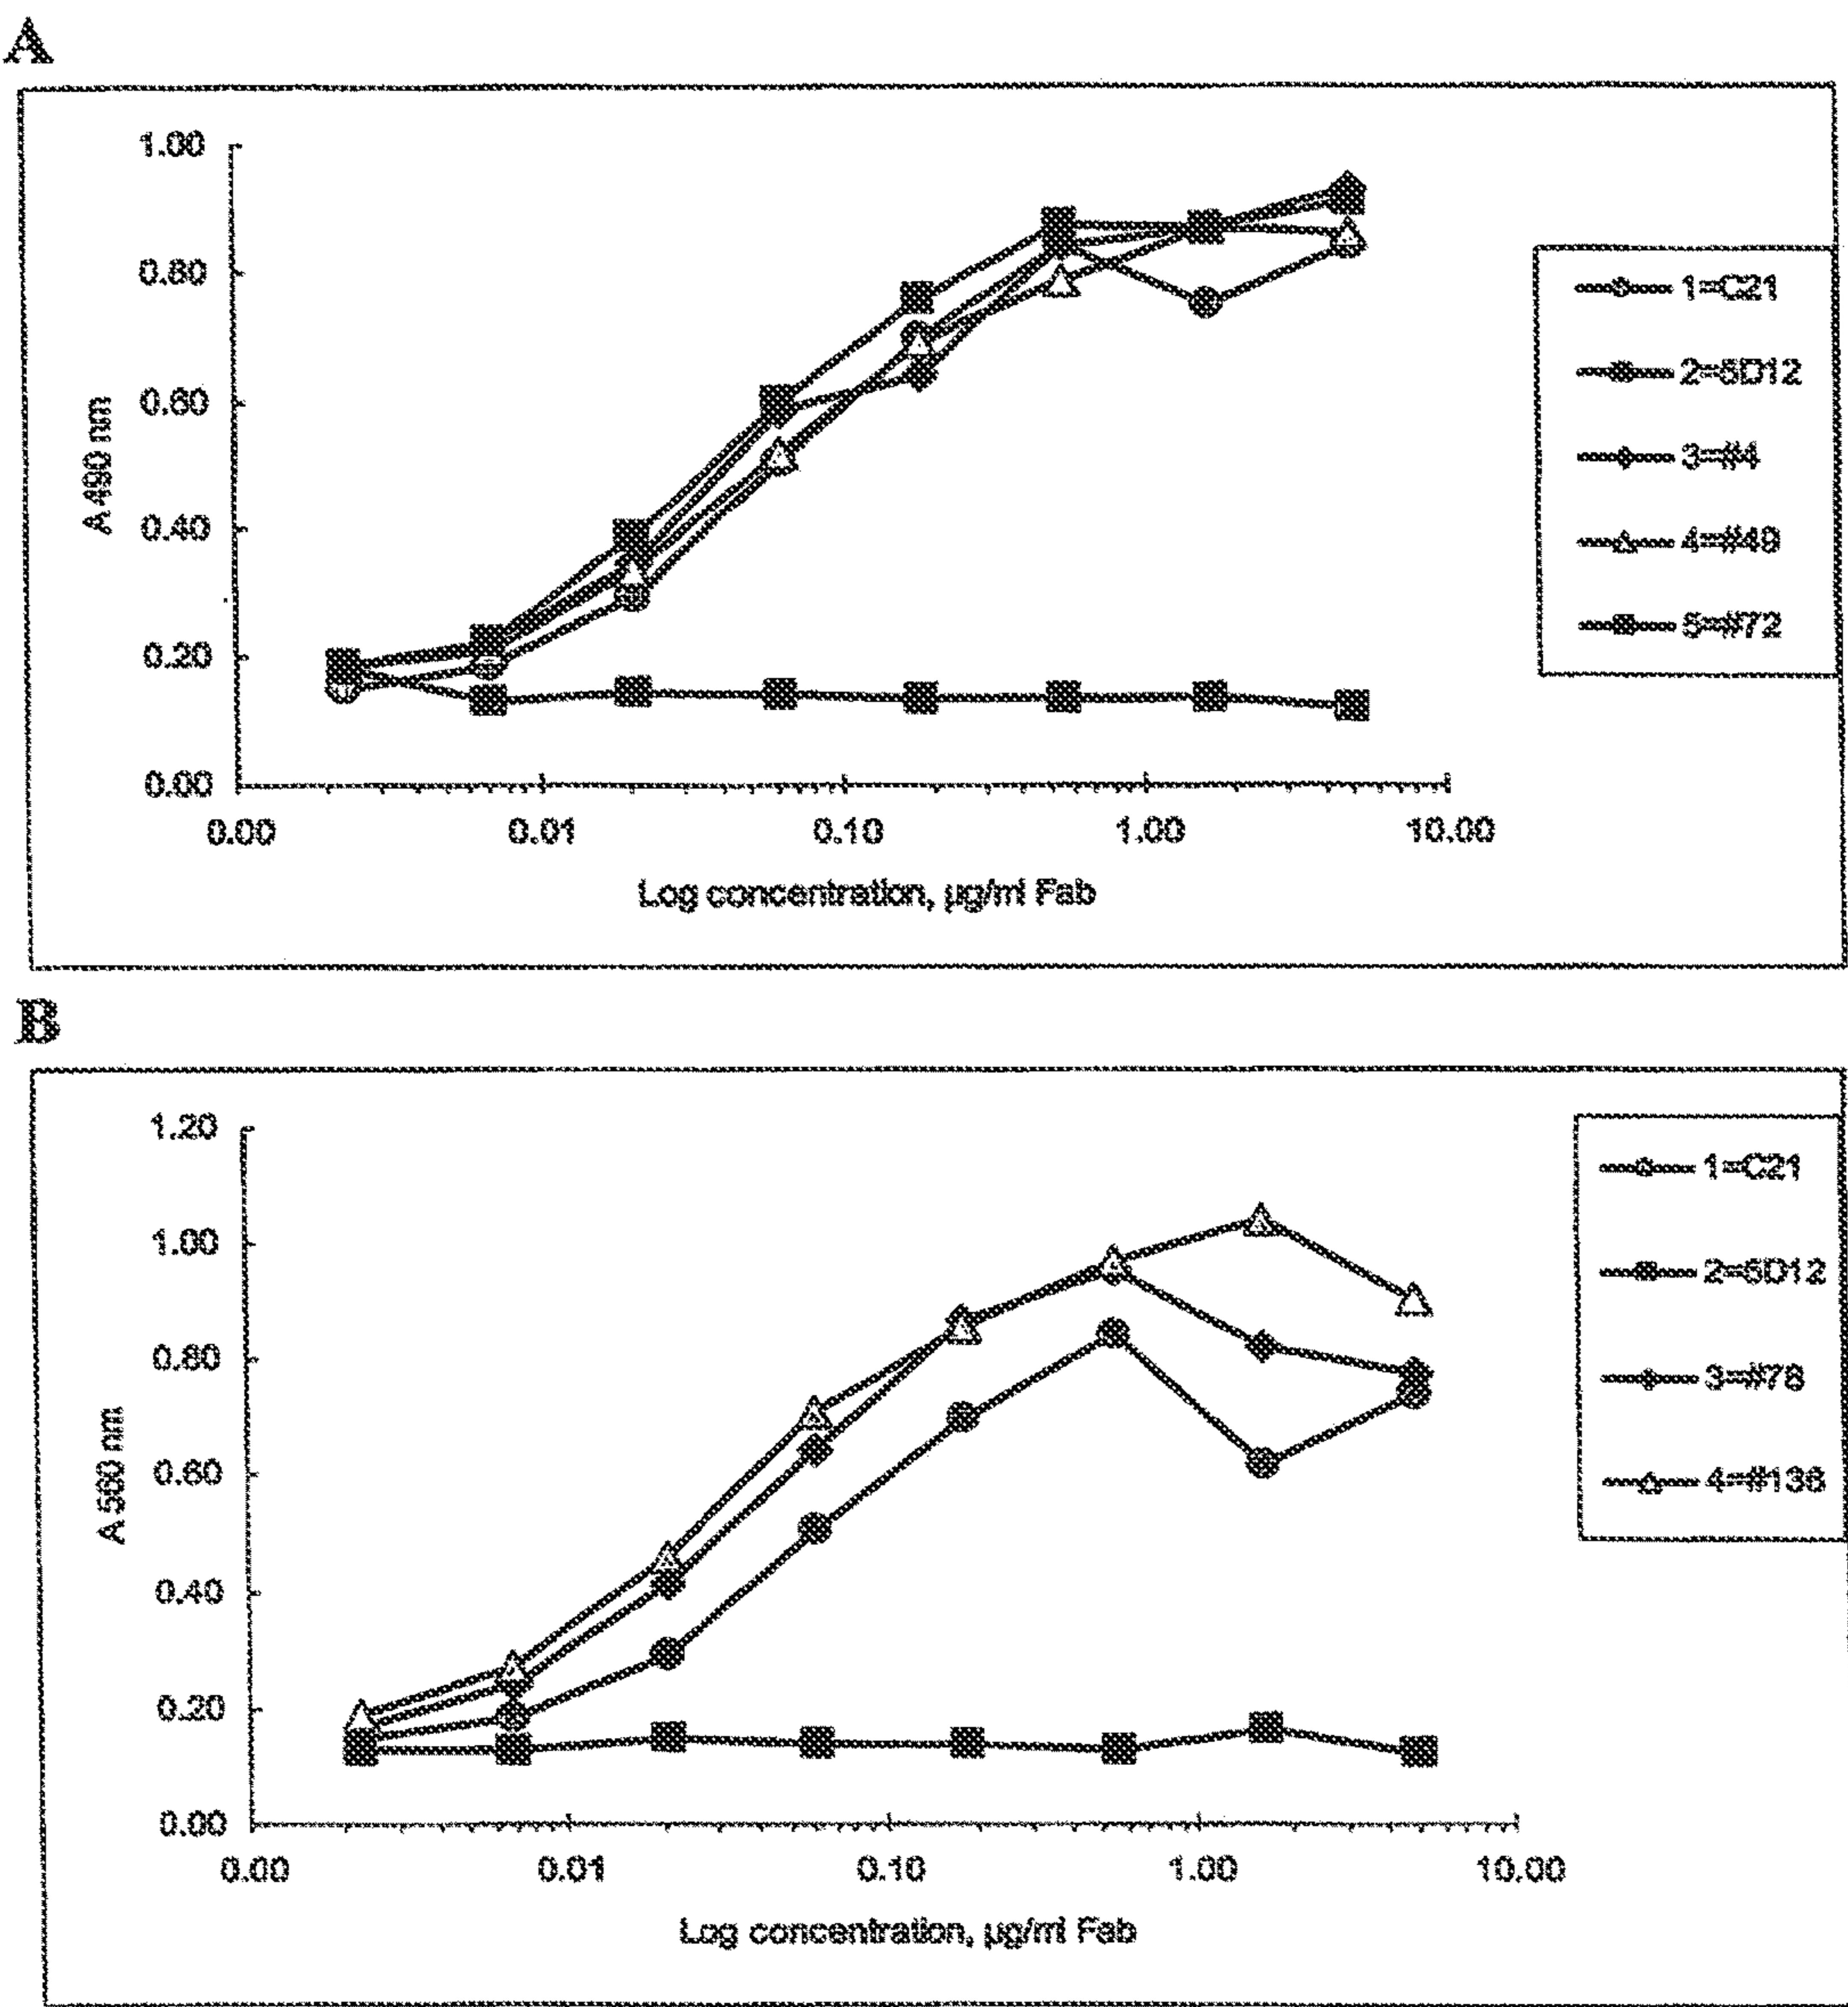 A
1.00
0.80
0.60
0.40
0.20
0.00
A 490 nm
0.00 0.01 0.10 1.00 10.00
Log concentration, µg/ml Fab
1=C21
2=5D12
3=#4
4=#49
5=#72
B
1.20
1.00
0.80
0.60
0.40
0.20
0.00
A 560 nm
0.00 0.01 0.10 1.00 10.00
Log concentration, µg/ml Fab
1=C21
2=5D12
3=#78
4=#136